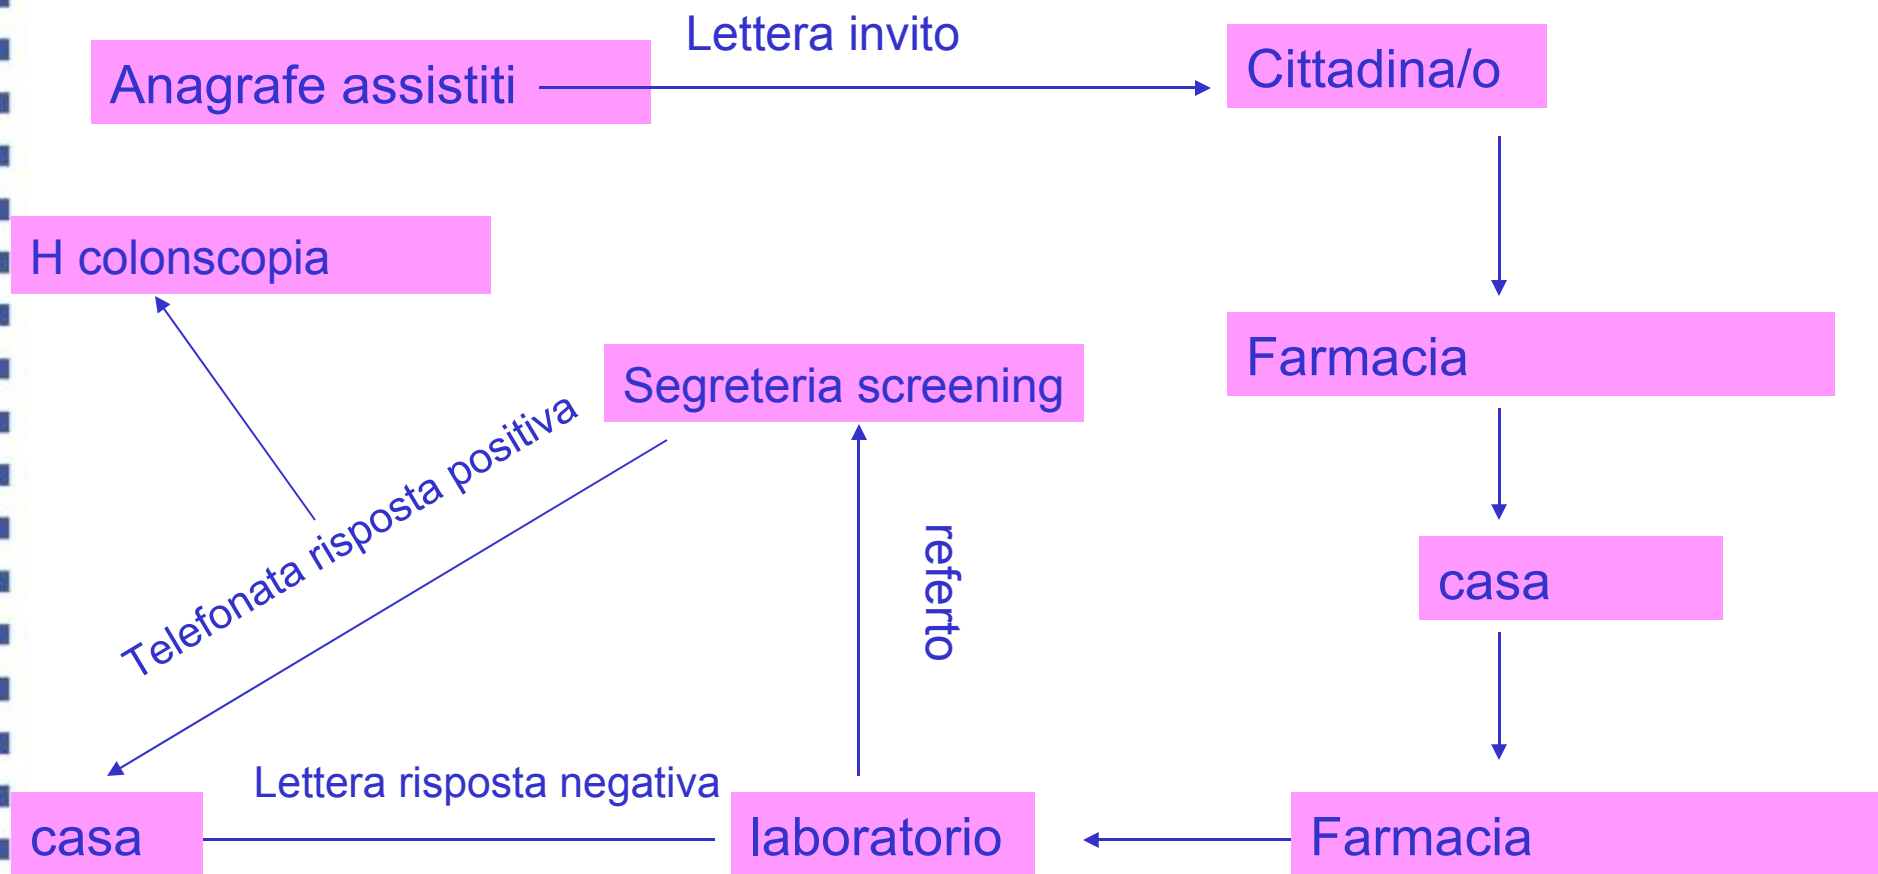 Lettera invito
Anagrafe assistiti
Cittadina/o
H colonscopia
Farmacia
Segreteria screening
Telefonata risposta positiva
referto
casa
Lettera risposta negativa
casa
laboratorio
Farmacia